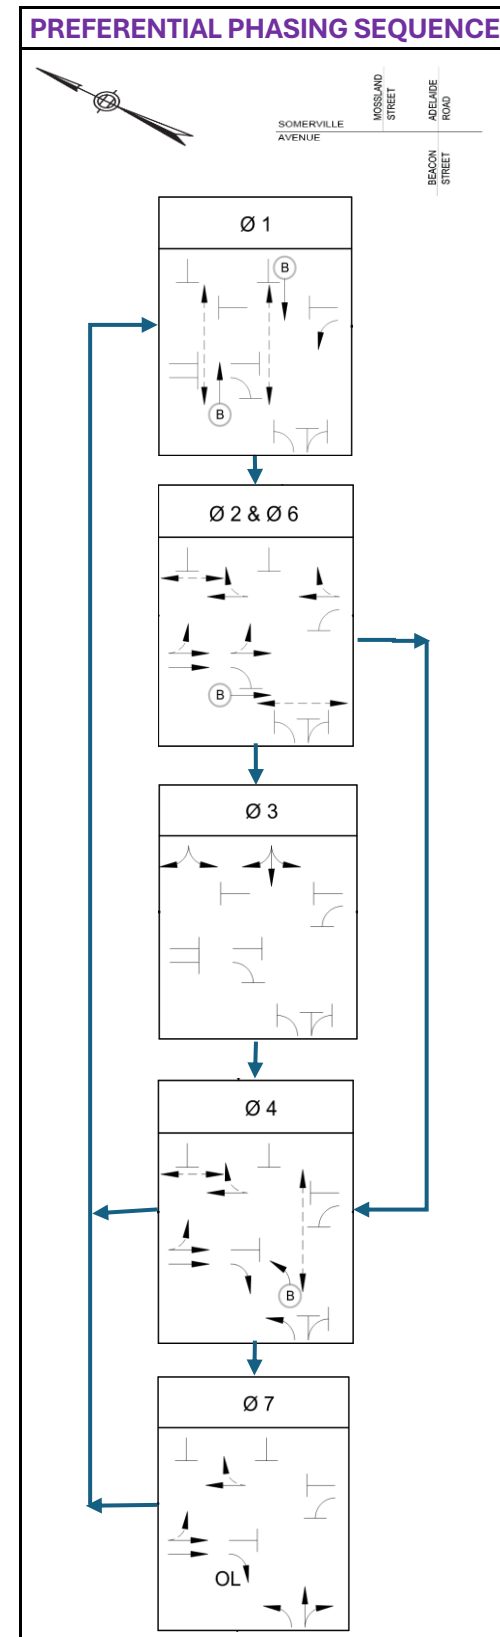 PREFERENTIAL PHASING SEQUENCE
SOMERVILLE
AVENUE
MOSSLAND
STREET
ADELAIDE
ROAD
BEACON
STREET
Ø 1
B
B
Ø 2 & Ø 6
B
Ø 3
Ø 4
B
Ø 7
OL